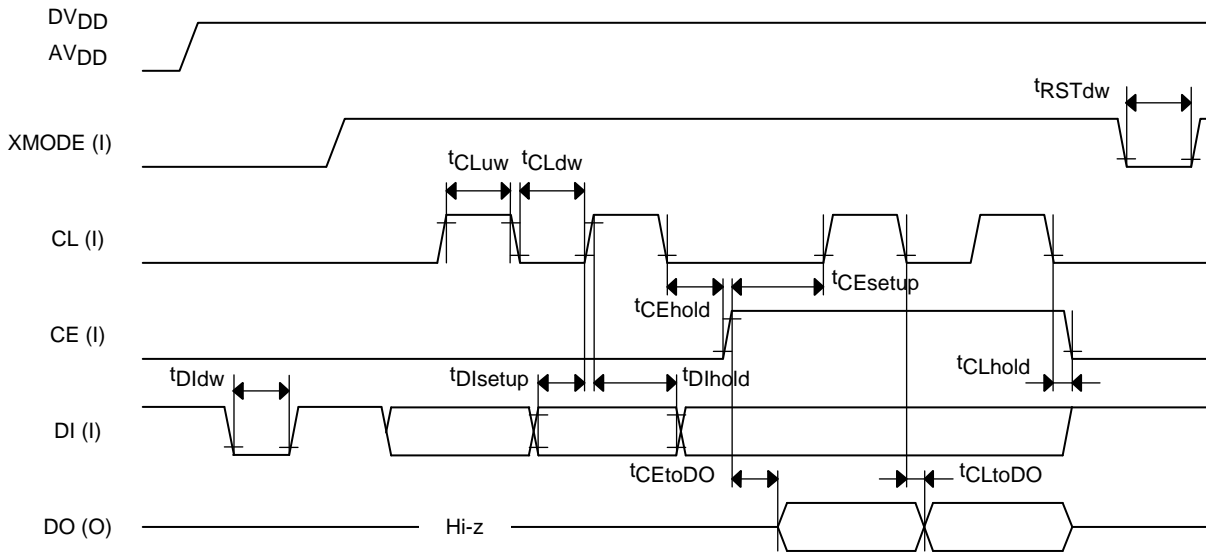 DVDD
AVDD
tRSTdw
XMODE (I)
tCLuw tCLdw
CL (I)
tCEhold tCEsetup
CE (I)
tDIdw tDIsetup tDIhold tCLhold
DI (I)
tCEtoDO tCLtoDO
DO (O) Hi-z